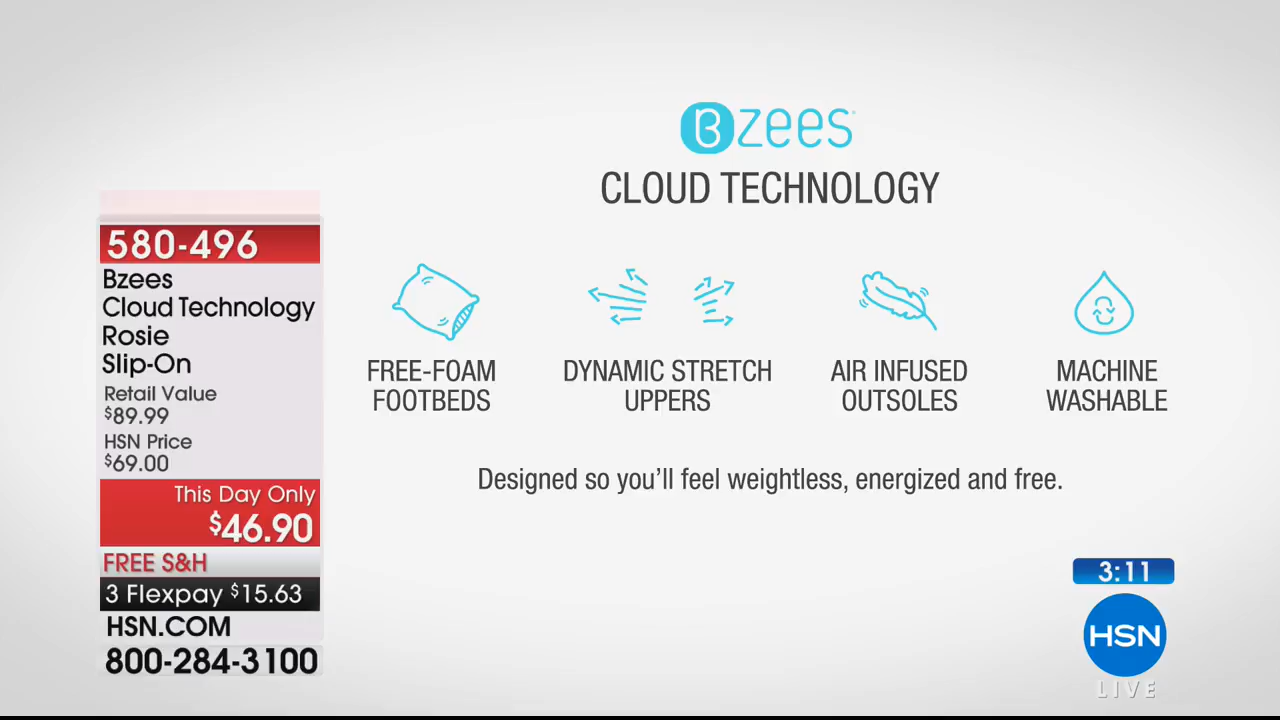 Bzees
CLOUD TECHNOLOGY
580-496
Bzees
Cloud Technology
Rosie
Slip-On
Retail Value
$89.99
HSN Price
$69.00
This Day Only
$46.90
FREE S&H
3 Flexpay $15.63
HSN.COM
800-284-3100
FREE-FOAM
FOOTBEDS
DYNAMIC STRETCH
UPPERS
AIR INFUSED
OUTSOLES
MACHINE
WASHABLE
Designed so you'll feel weightless, energized and free.
3:11
HSN
LIVE